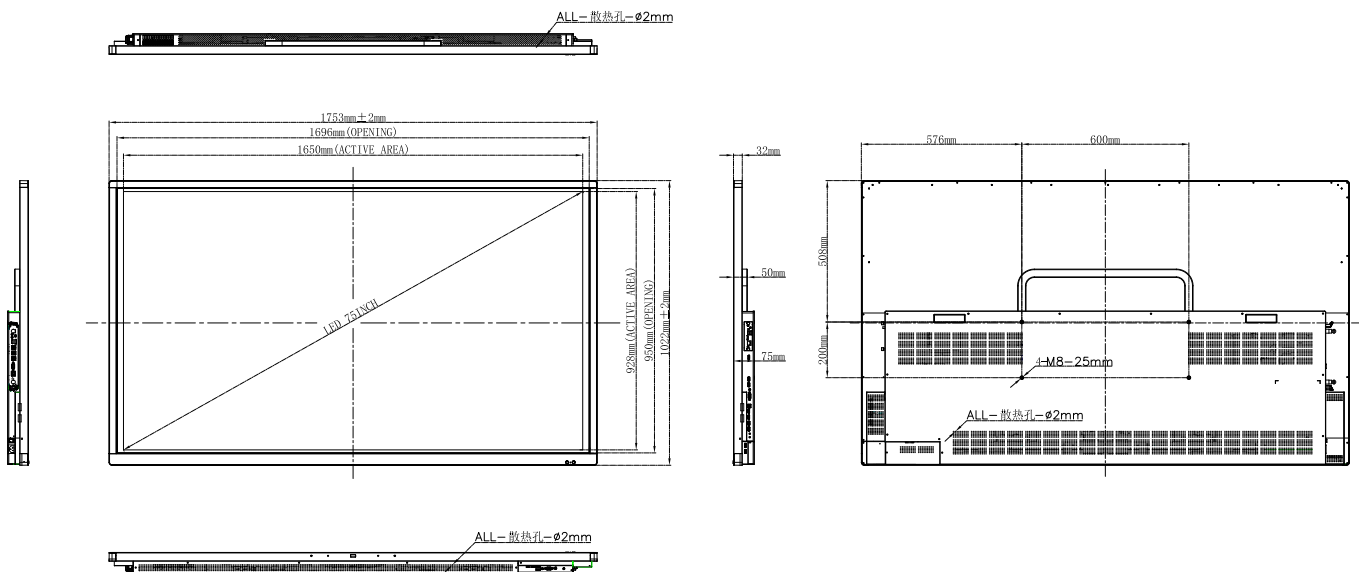 ALL-散热孔-ø2mm
1753mm±2mm
1696mm(OPENING)
1650mm(ACTIVE AREA)
LED 75INCH
928mm(ACTIVE AREA)
950mm(OPENING)
1022mm±2mm
32mm
50mm
75mm
576mm
600mm
508mm
200mm
4-M8-25mm
ALL-散热孔-ø2mm
ALL-散热孔-ø2mm